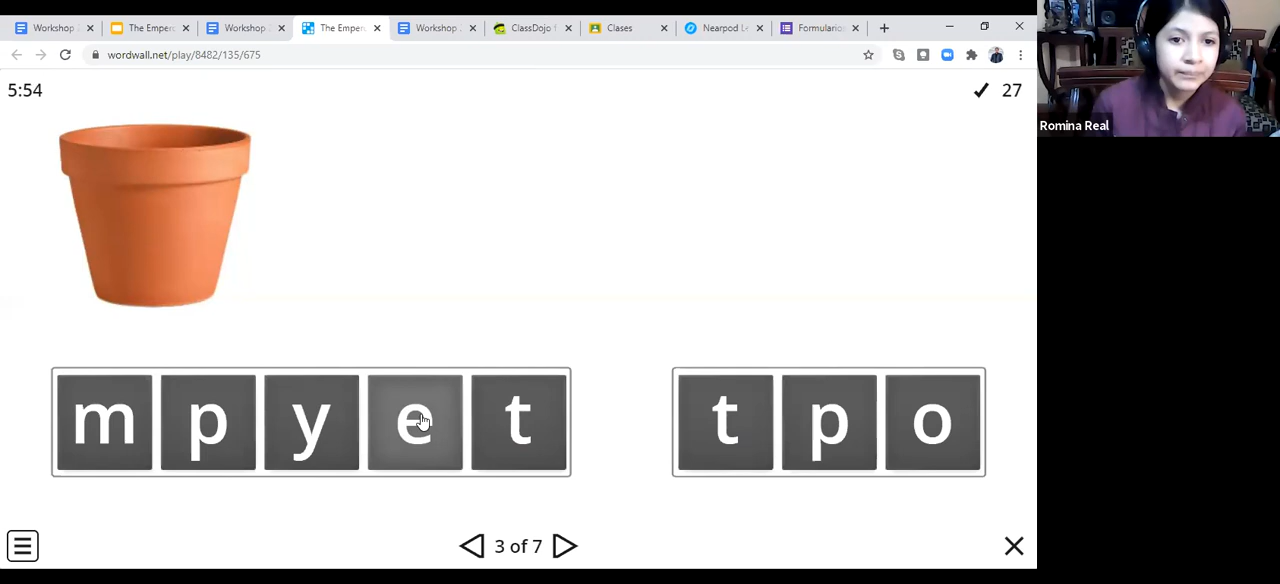 Workshop
The Emper
Workshop
The Emper
Workshop
ClassDojo f
Clases
Nearpod L
Formularios
wordwall.net/play/8482/135/675
5:54
27
Romina Real
m p y e t
t p o
3 of 7